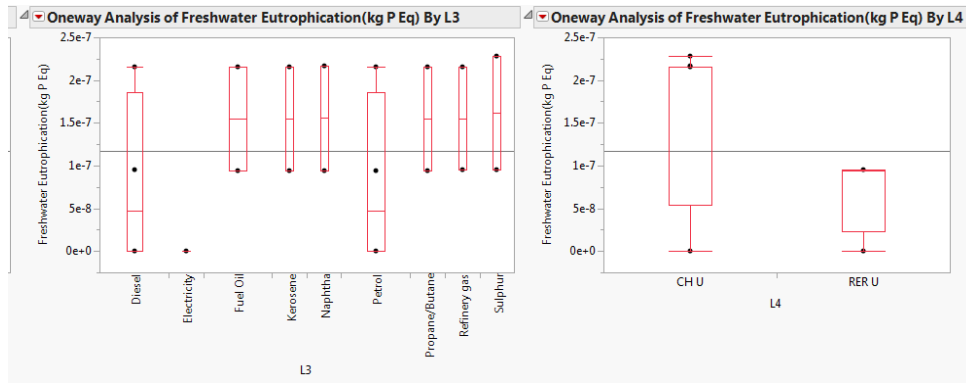 Oneway Analysis of Freshwater Eutrophication(kg P Eq) By L3
Freshwater Eutrophication(kg P Eq)
2.5e-7
2e-7
1.5e-7
1e-7
5e-8
0e+0
Diesel
Electricity
Fuel Oil
Kerosene
Naphtha
Petrol
Propane/Butane
Refinery gas
Sulphur
L3
Oneway Analysis of Freshwater Eutrophication(kg P Eq) By L4
Freshwater Eutrophication(kg P Eq)
2.5e-7
2e-7
1.5e-7
1e-7
5e-8
0e+0
CH U
RER U
L4